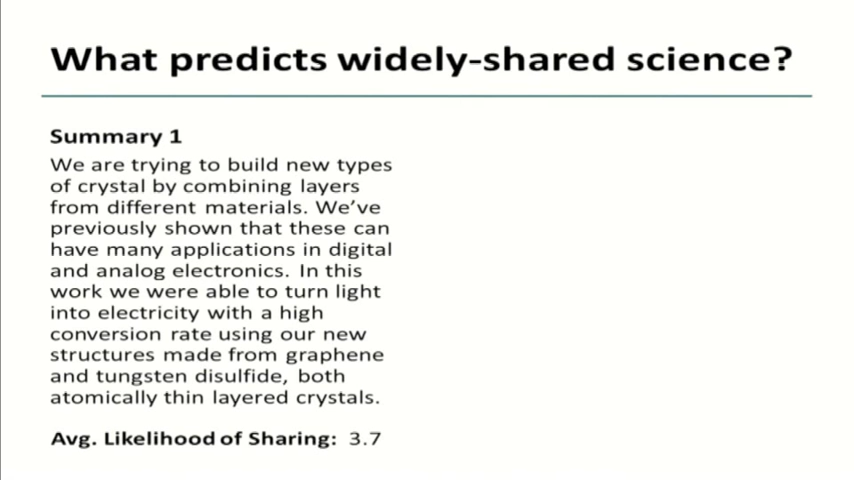 What predicts widely-shared science?
Summary 1
We are trying to build new types
of crystal by combining layers
from different materials. We’ve
previously shown that these can
have many applications in digital
and analog electronics. In this
work we were able to turn light
into electricity with a high
conversion rate using our new
structures made from graphene
and tungsten disulfide, both
atomically thin layered crystals.
Avg. Likelihood of Sharing: 3.7